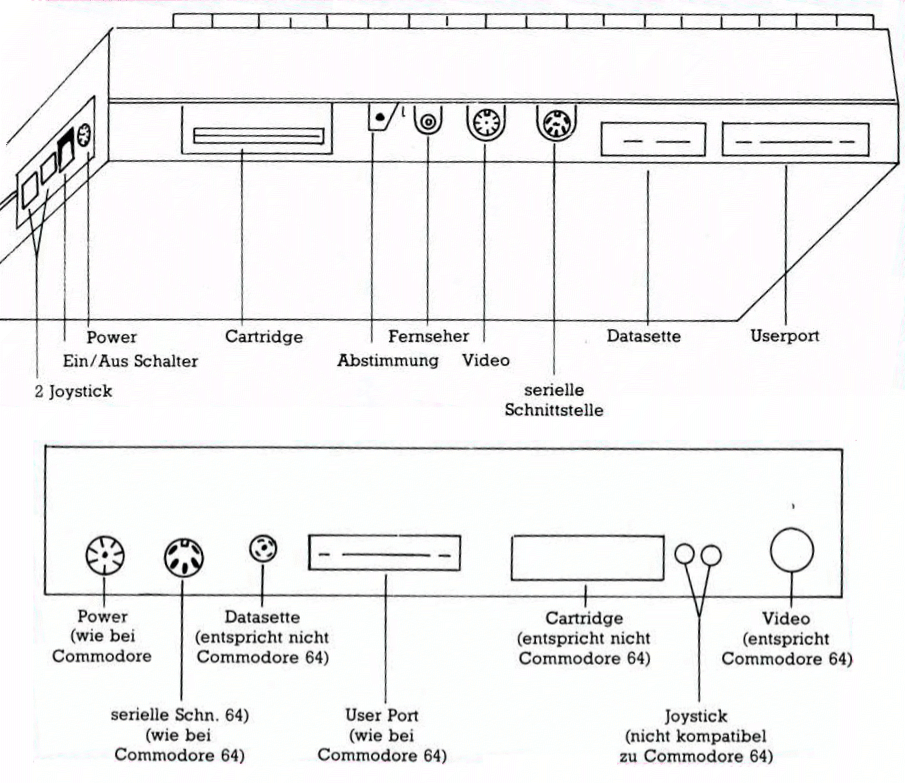 Power
Cartridge
Fernseher
Datasette
Userport
Ein/Aus Schalter
Abstimmung
Video
2 Joystick
serielle
Schnittstelle
Power
(wie bei
Commodore
Datasette
(entspricht nicht
Commodore 64)
Cartridge
(entspricht nicht
Commodore 64)
Video
(entspricht
Commodore 64)
serielle Schn. 64)
(wie bei
Commodore 64)
User Port
(wie bei
Commodore 64)
Joystick
(nicht kompatibel
zu Commodore 64)